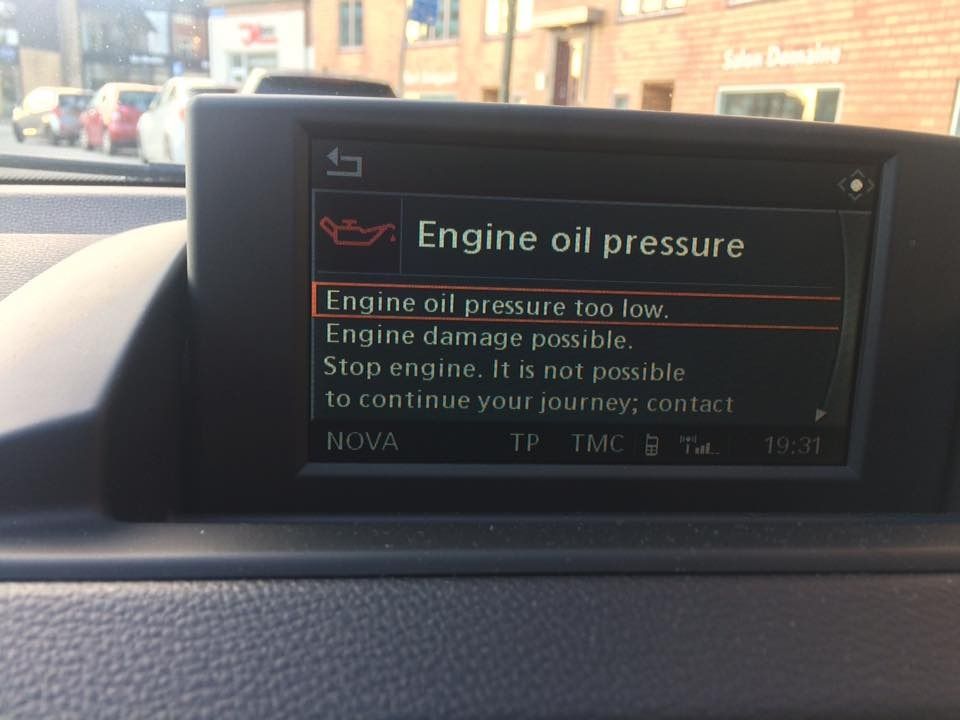 Salon Domaine
Engine oil pressure
Engine oil pressure too low.
Engine damage possible.
Stop engine. It is not possible
to continue your journey; contact
NOVA TP TMC 19:31